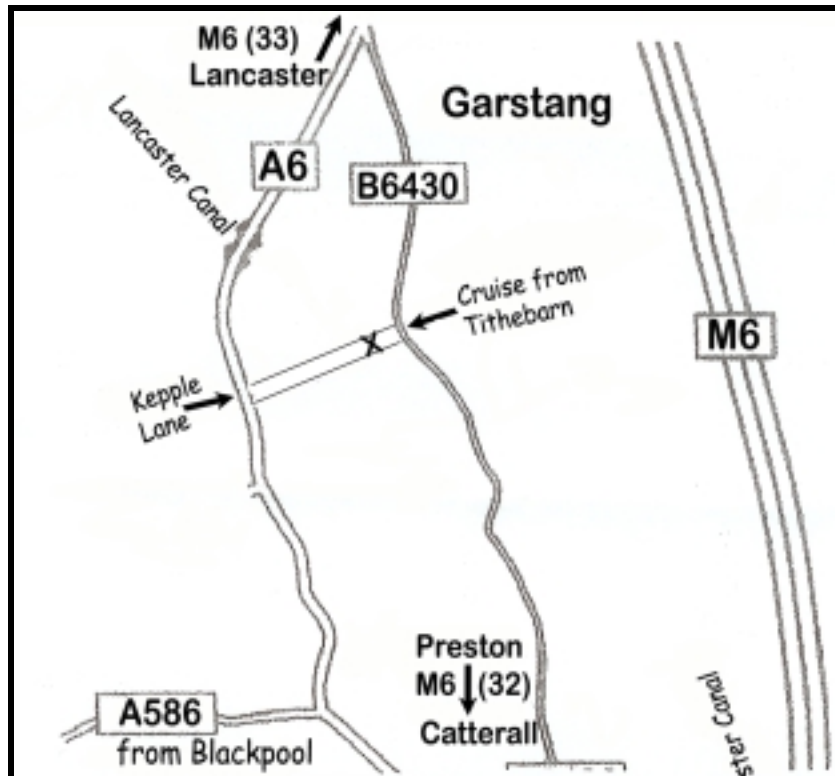 M6 (33)
Lancaster
Garstang
Lancaster Canal
A6
B6430
Cruise from
Tithebarn
M6
X
Kepple
Lane
Preston
M6 (32)
Catterall
A586
from Blackpool
ster Canal